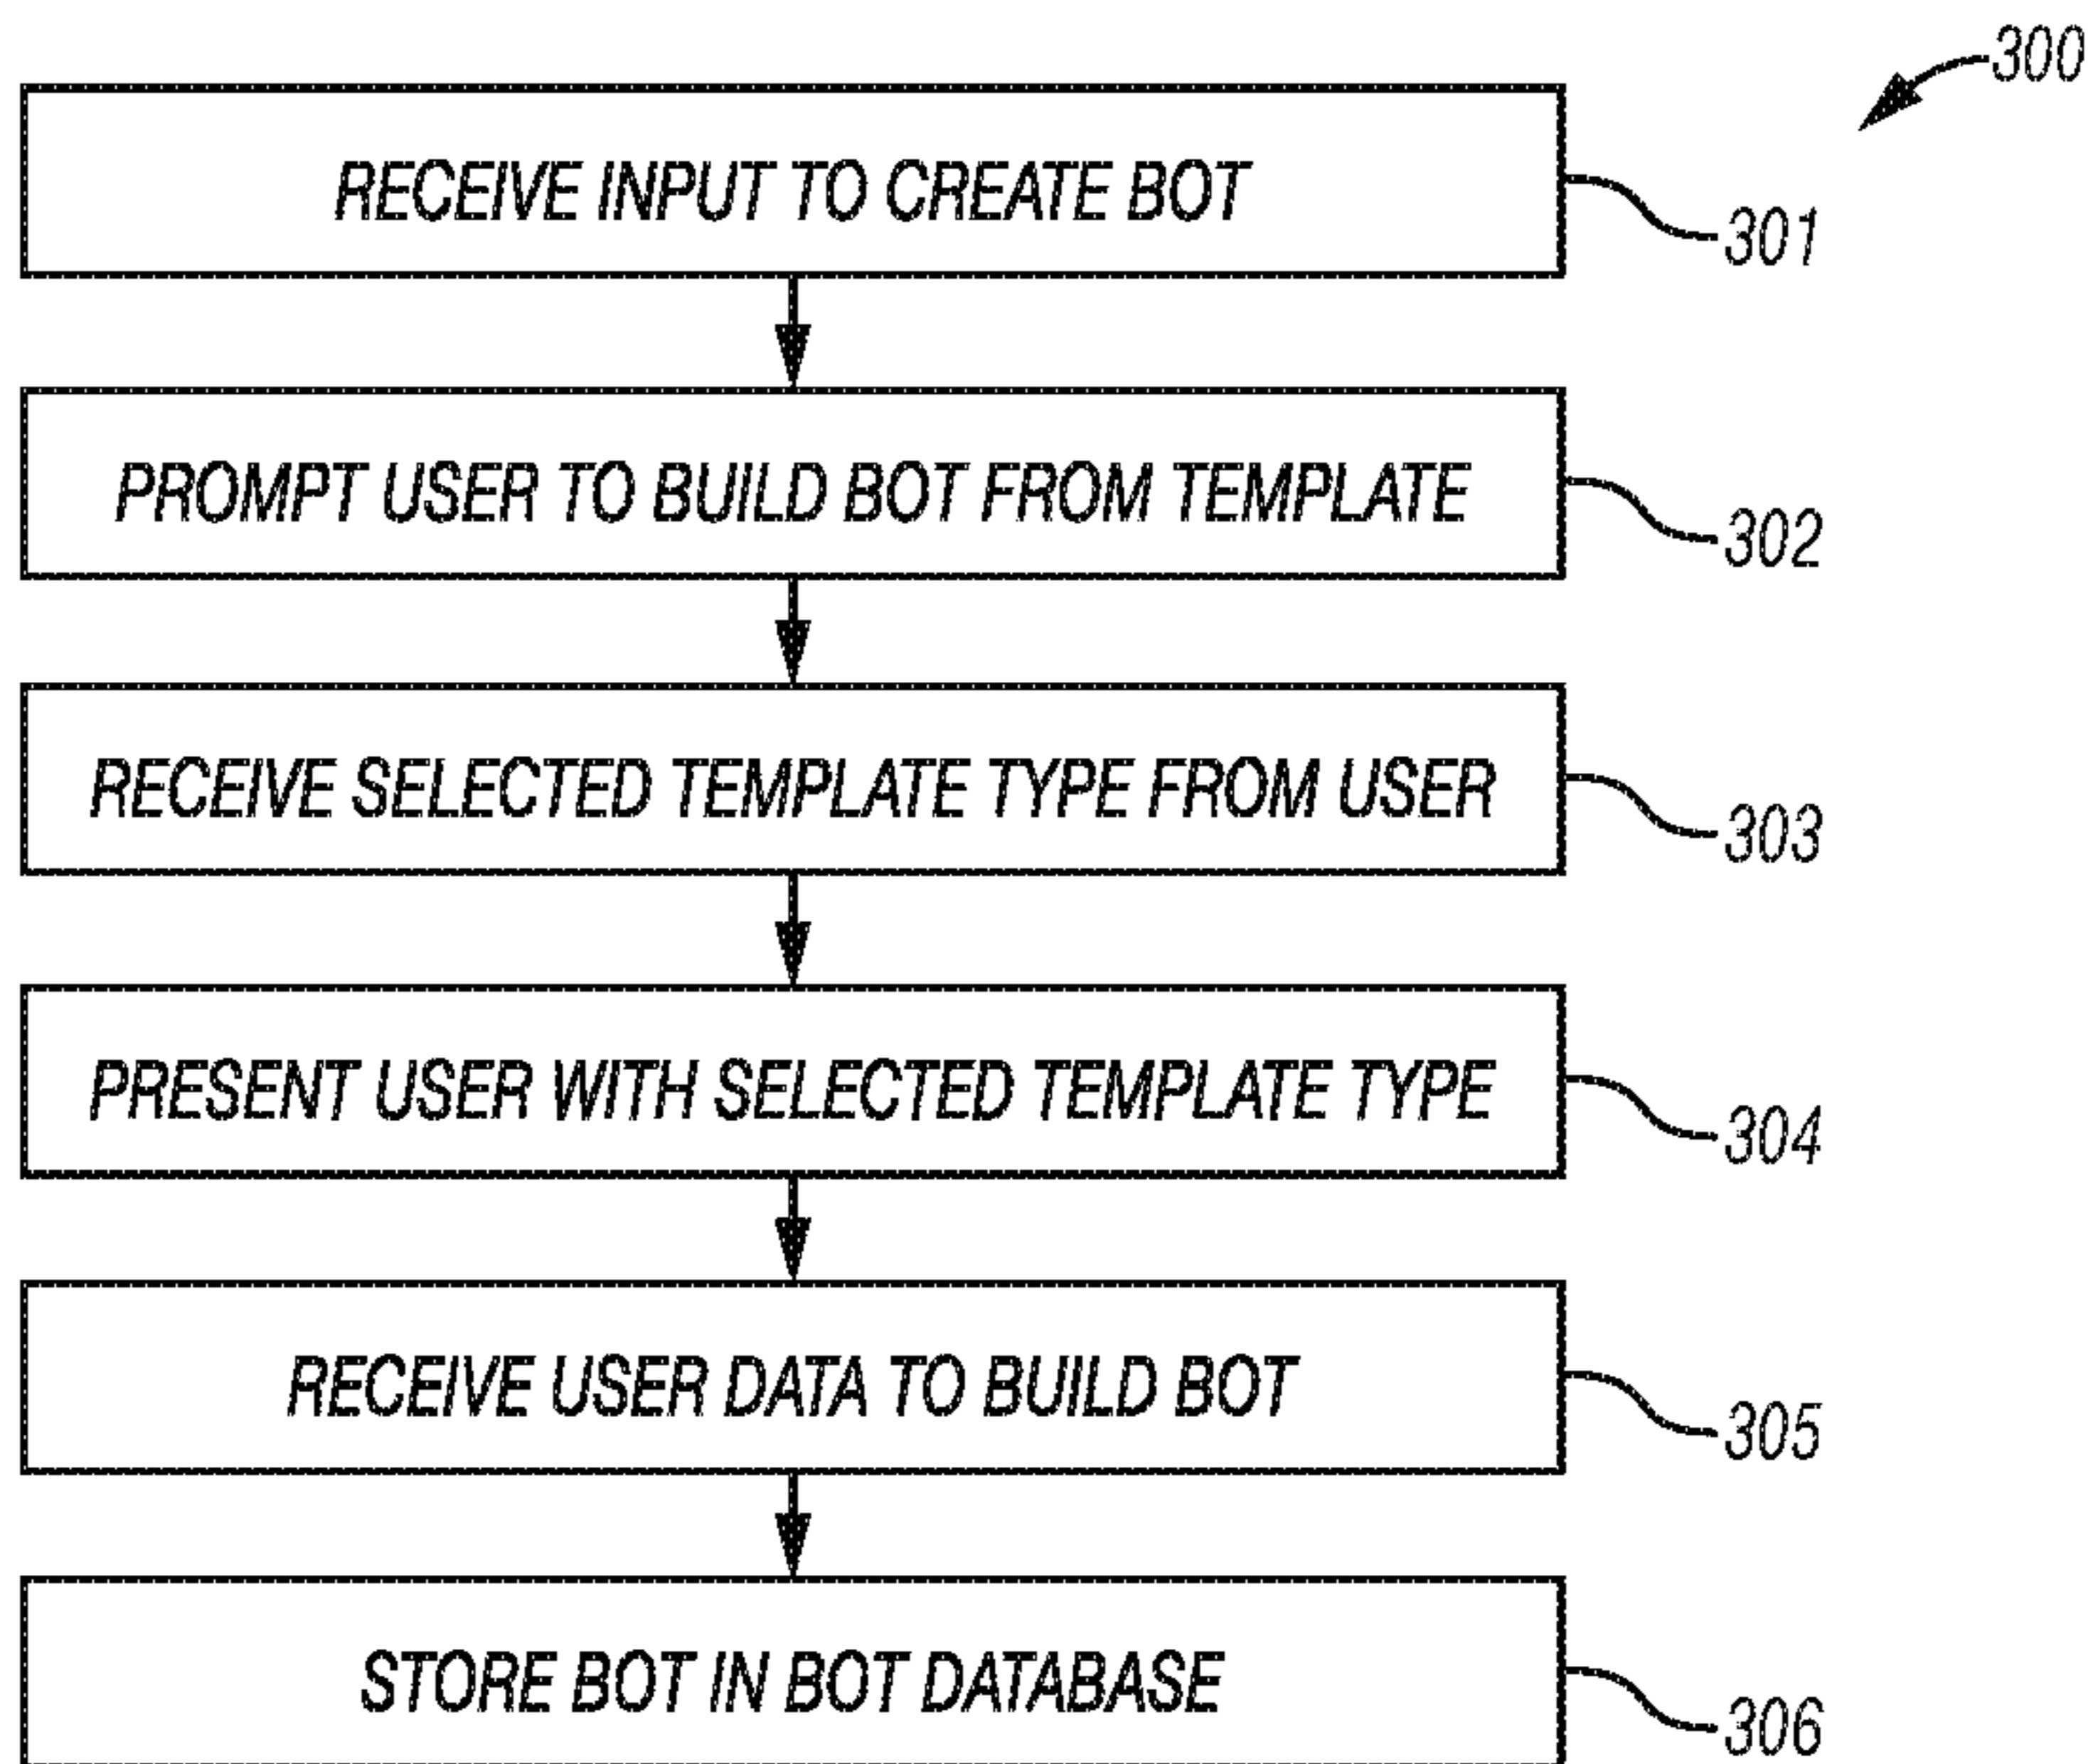 300
RECEIVE INPUT TO CREATE BOT
301
PROMPT USER TO BUILD BOT FROM TEMPLATE
302
RECEIVE SELECTED TEMPLATE TYPE FROM USER
303
PRESENT USER WITH SELECTED TEMPLATE TYPE
304
RECEIVE USER DATA TO BUILD BOT
305
STORE BOT IN BOT DATABASE
306